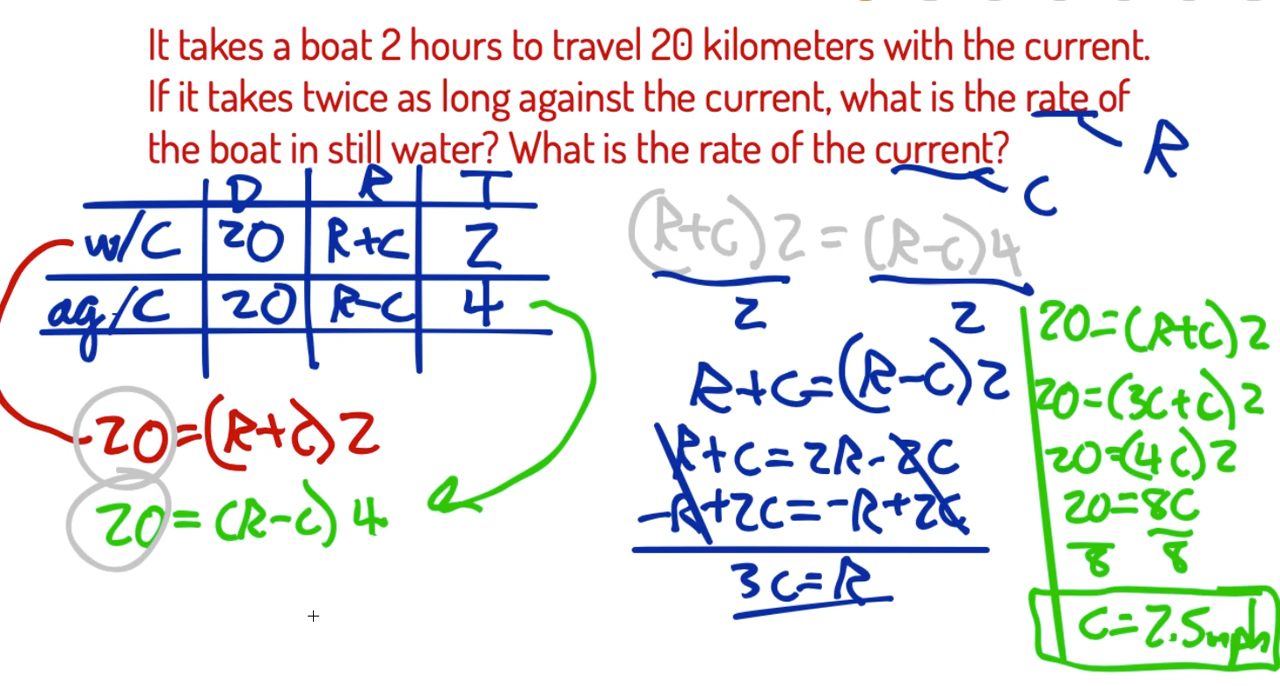 It takes a boat 2 hours to travel 20 kilometers with the current.
If it takes twice as long against the current, what is the rate of
the boat in still water? What is the rate of the current?
R
C
D R T
w/C 20 R+C 2
ag/C 20 R-C 4
20=(R+C)2
20=(R-C)4
(R+C)2=(R-C)4
2 2
R+C=(R-C)2
R+C=2R-2C
-R+2C=-R+2C
3C=R
20=(R+C)2
20=(3C+C)2
20=(4C)2
20=8C
8 8
C=2.5mph